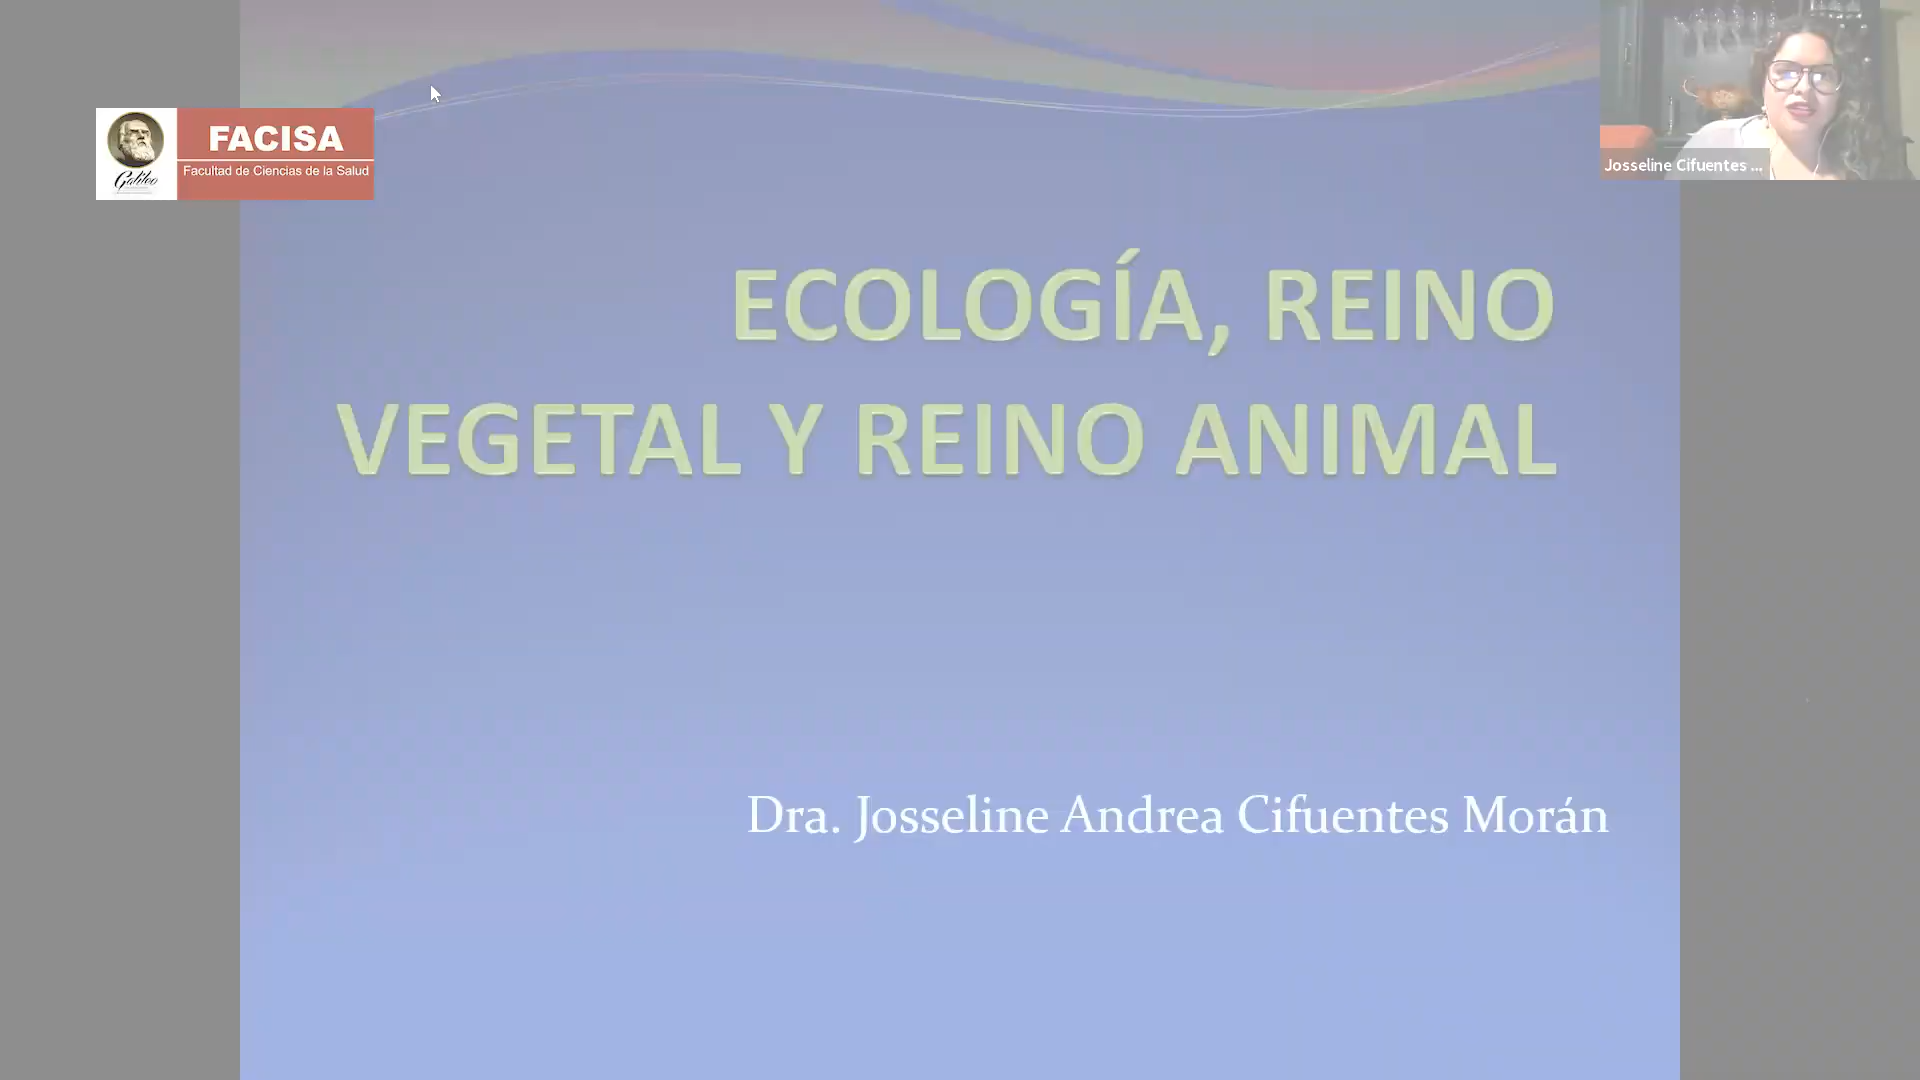 FACISA
Facultad de Ciencias de la Salud
Galileo
Josseline Cifuentes ...
ECOLOGÍA, REINO
VEGETAL Y REINO ANIMAL
Dra. Josseline Andrea Cifuentes Morán